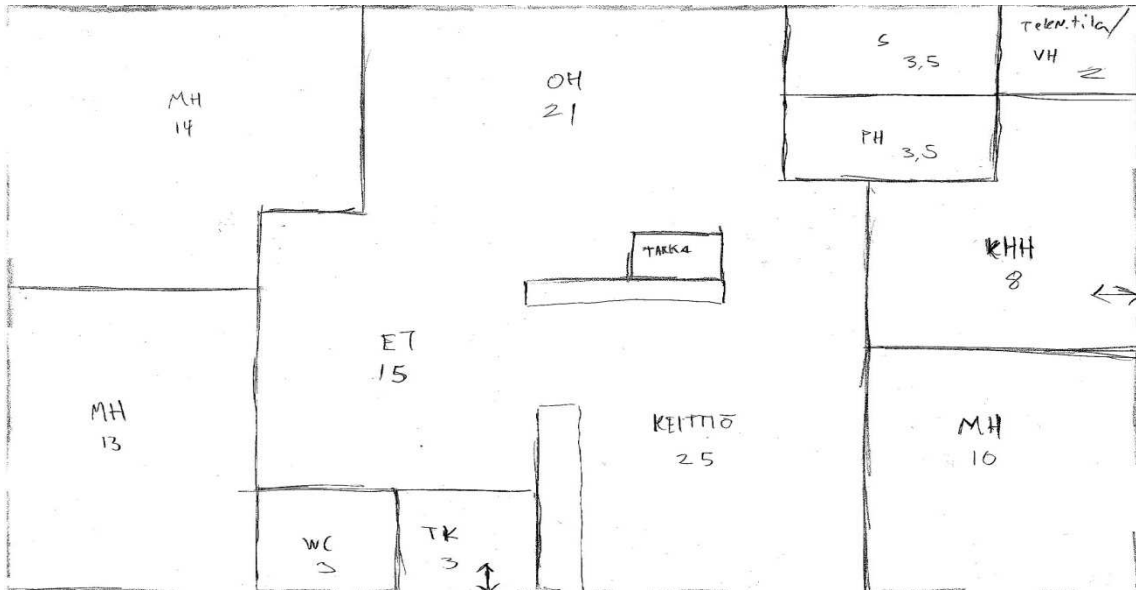 MH
14
OH
21
S
3,5
Tekn.tila/
VH 2
PH 3,5
TAKKA
KHH
8
ET
15
MH
13
KEITTIÖ
25
MH
10
WC
3
TK
3